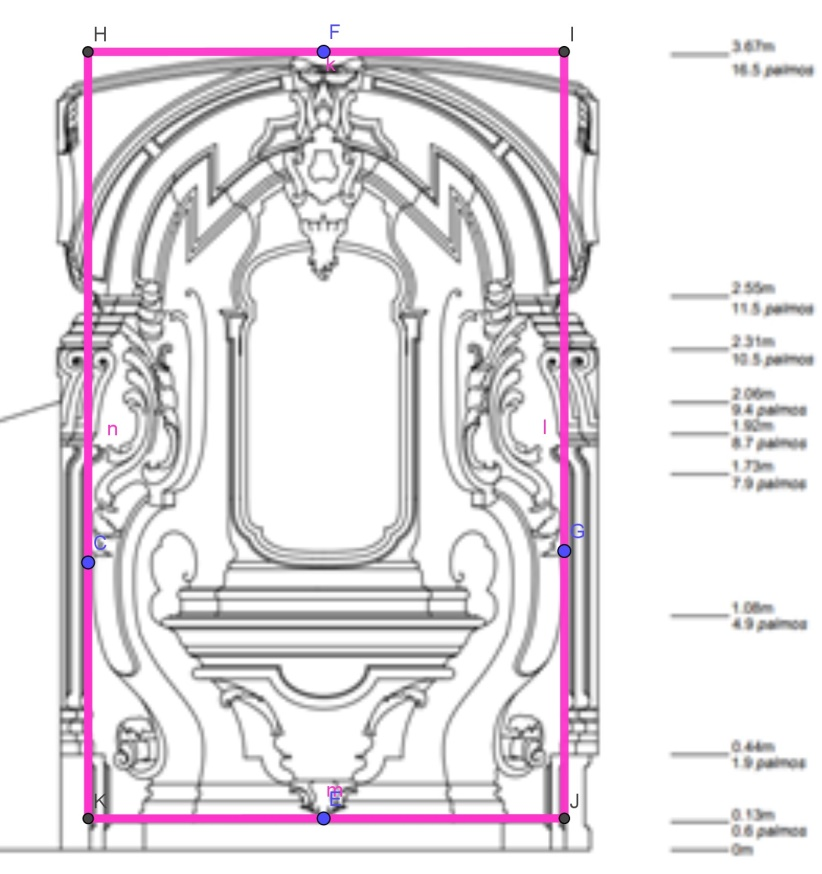 H
F
I
k
3.67m
16.5 palmos
2.55m
11.5 palmos
2.31m
10.5 palmos
2.06m
9.4 palmos
n
l
1.92m
8.7 palmos
1.73m
7.9 palmos
C
G
1.08m
4.9 palmos
0.44m
1.9 palmos
K
m
E
J
0.13m
0.6 palmos
0m